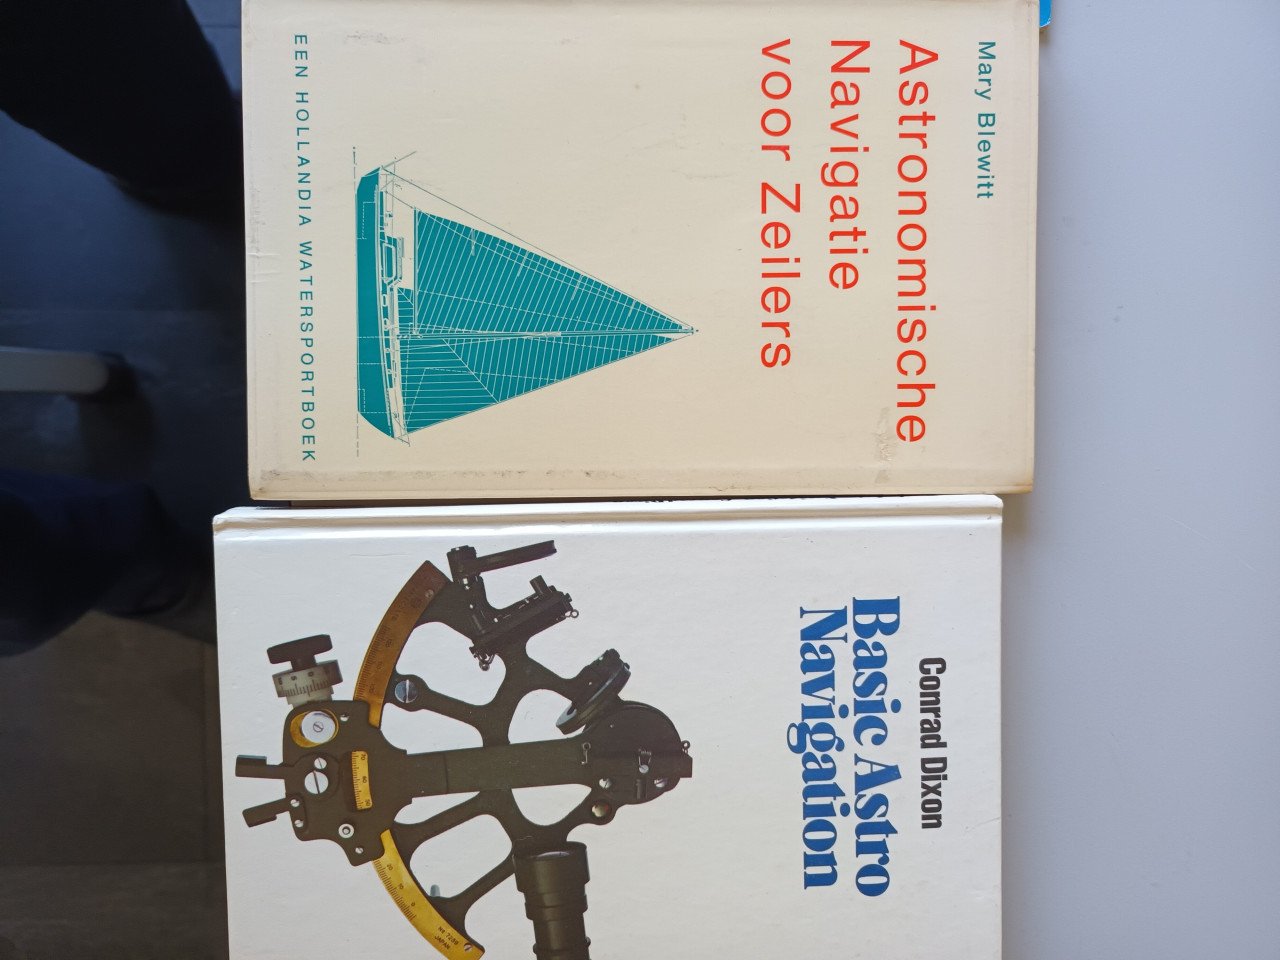 Mary Blewitt
Astronomische
Navigatie
voor Zeilers
EEN HOLLANDIA WATERSPORTBOEK
Conrad Dixon
Basic Astro
Navigation